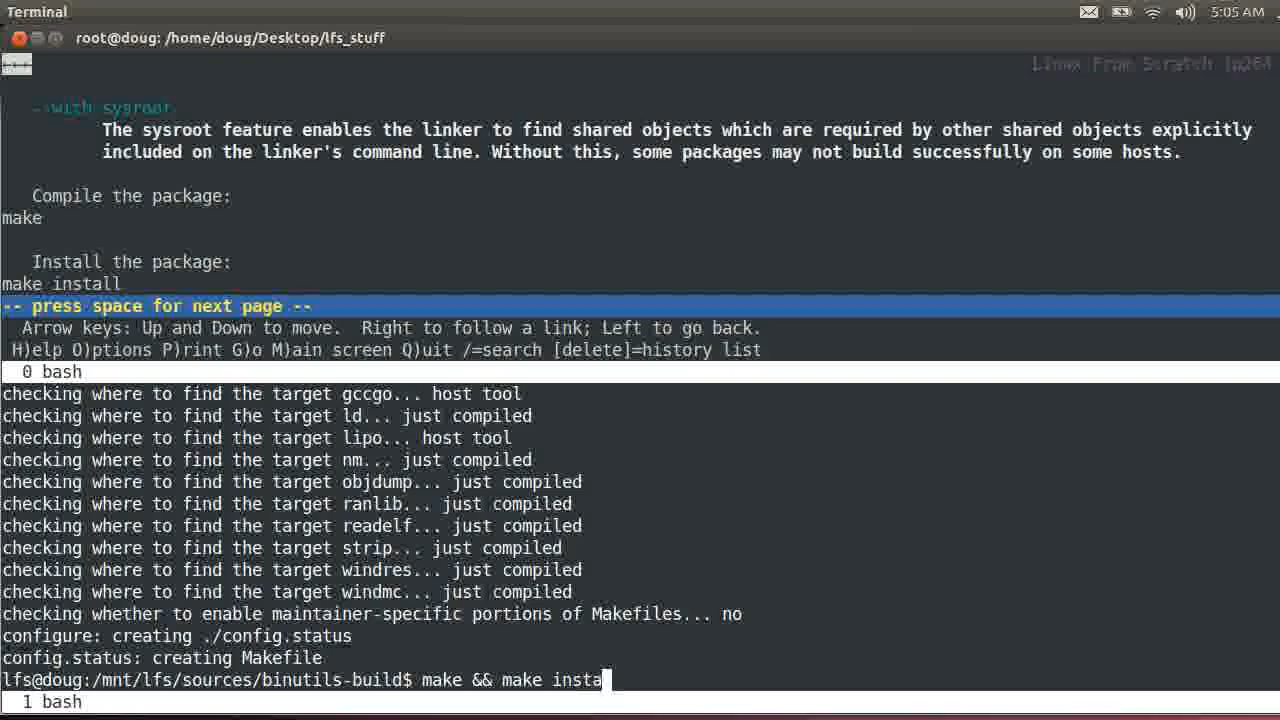 Terminal
5:05 AM
root@doug: /home/doug/Desktop/lfs_stuff
Linux From Scratch (p264
--with sysroot
The sysroot feature enables the linker to find shared objects which are required by other shared objects explicitly
included on the linker's command line. Without this, some packages may not build successfully on some hosts.
Compile the package:
make
Install the package:
make install
-- press space for next page --
Arrow keys: Up and Down to move. Right to follow a link; Left to go back.
H)elp O)ptions P)rint G)o M)ain screen Q)uit /=search [delete]=history list
0 bash
checking where to find the target gccgo... host tool
checking where to find the target ld... just compiled
checking where to find the target lipo... host tool
checking where to find the target nm... just compiled
checking where to find the target objdump... just compiled
checking where to find the target ranlib... just compiled
checking where to find the target readelf... just compiled
checking where to find the target strip... just compiled
checking where to find the target windres... just compiled
checking where to find the target windmc... just compiled
checking whether to enable maintainer-specific portions of Makefiles... no
configure: creating ./config.status
config.status: creating Makefile
lfs@doug:/mnt/lfs/sources/binutils-build$ make && make insta
1 bash